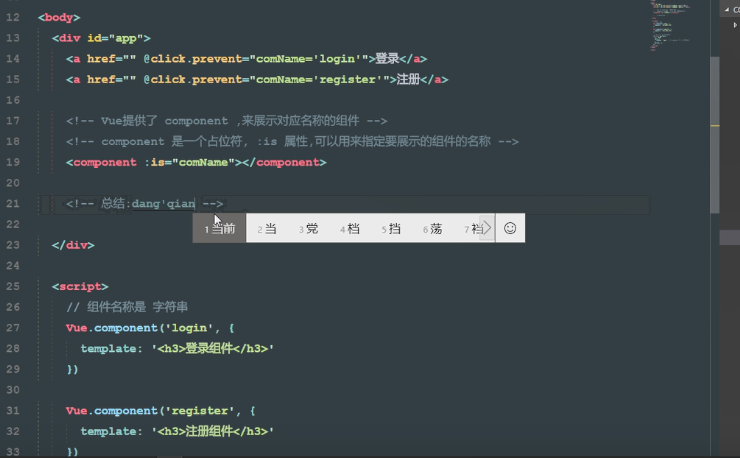 12 <body>
13 <div id="app">
14 <a href="" @click.prevent="comName='login'">登录</a>
15 <a href="" @click.prevent="comName='register'">注册</a>
16
17 <!-- Vue提供了 component ,来展示对应名称的组件 -->
18 <!-- component 是一个占位符, :is 属性,可以用来指定要展示的组件的名称 -->
19 <component :is="comName"></component>
20
21 <!-- 总结:dang'qian -->
1 当前 2 当 3 党 4 档 5 挡 6 荡 7 裆
22
23 </div>
24
25 <script>
26 // 组件名称是 字符串
27 Vue.component('login', {
28 template: '<h3>登录组件</h3>'
29 })
30
31 Vue.component('register', {
32 template: '<h3>注册组件</h3>'
33 })